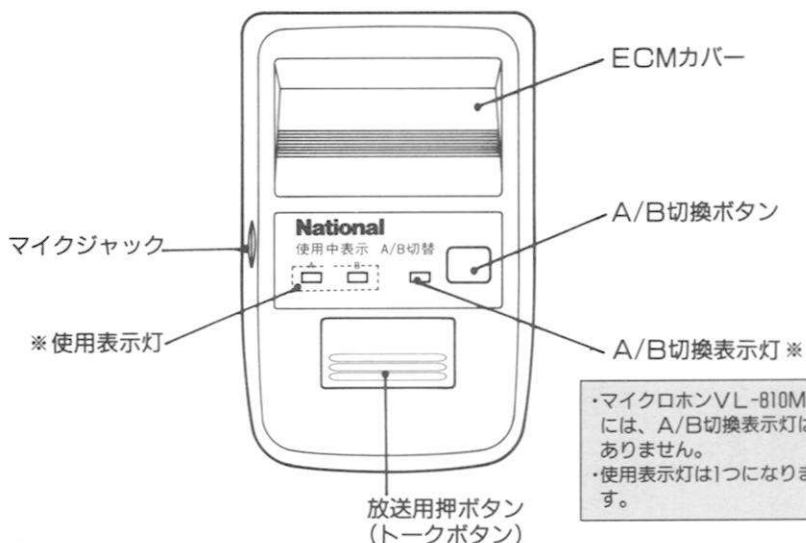 ECMカバー
A/B切換ボタン
National
使用中表示 A/B切替
A B
マイクジャック
※使用表示灯
A/B切換表示灯※
・マイクロホンVL-810M
には、A/B切換表示灯は
ありません。
・使用表示灯は1つになりま
す。
放送用押ボタン
(トークボタン)